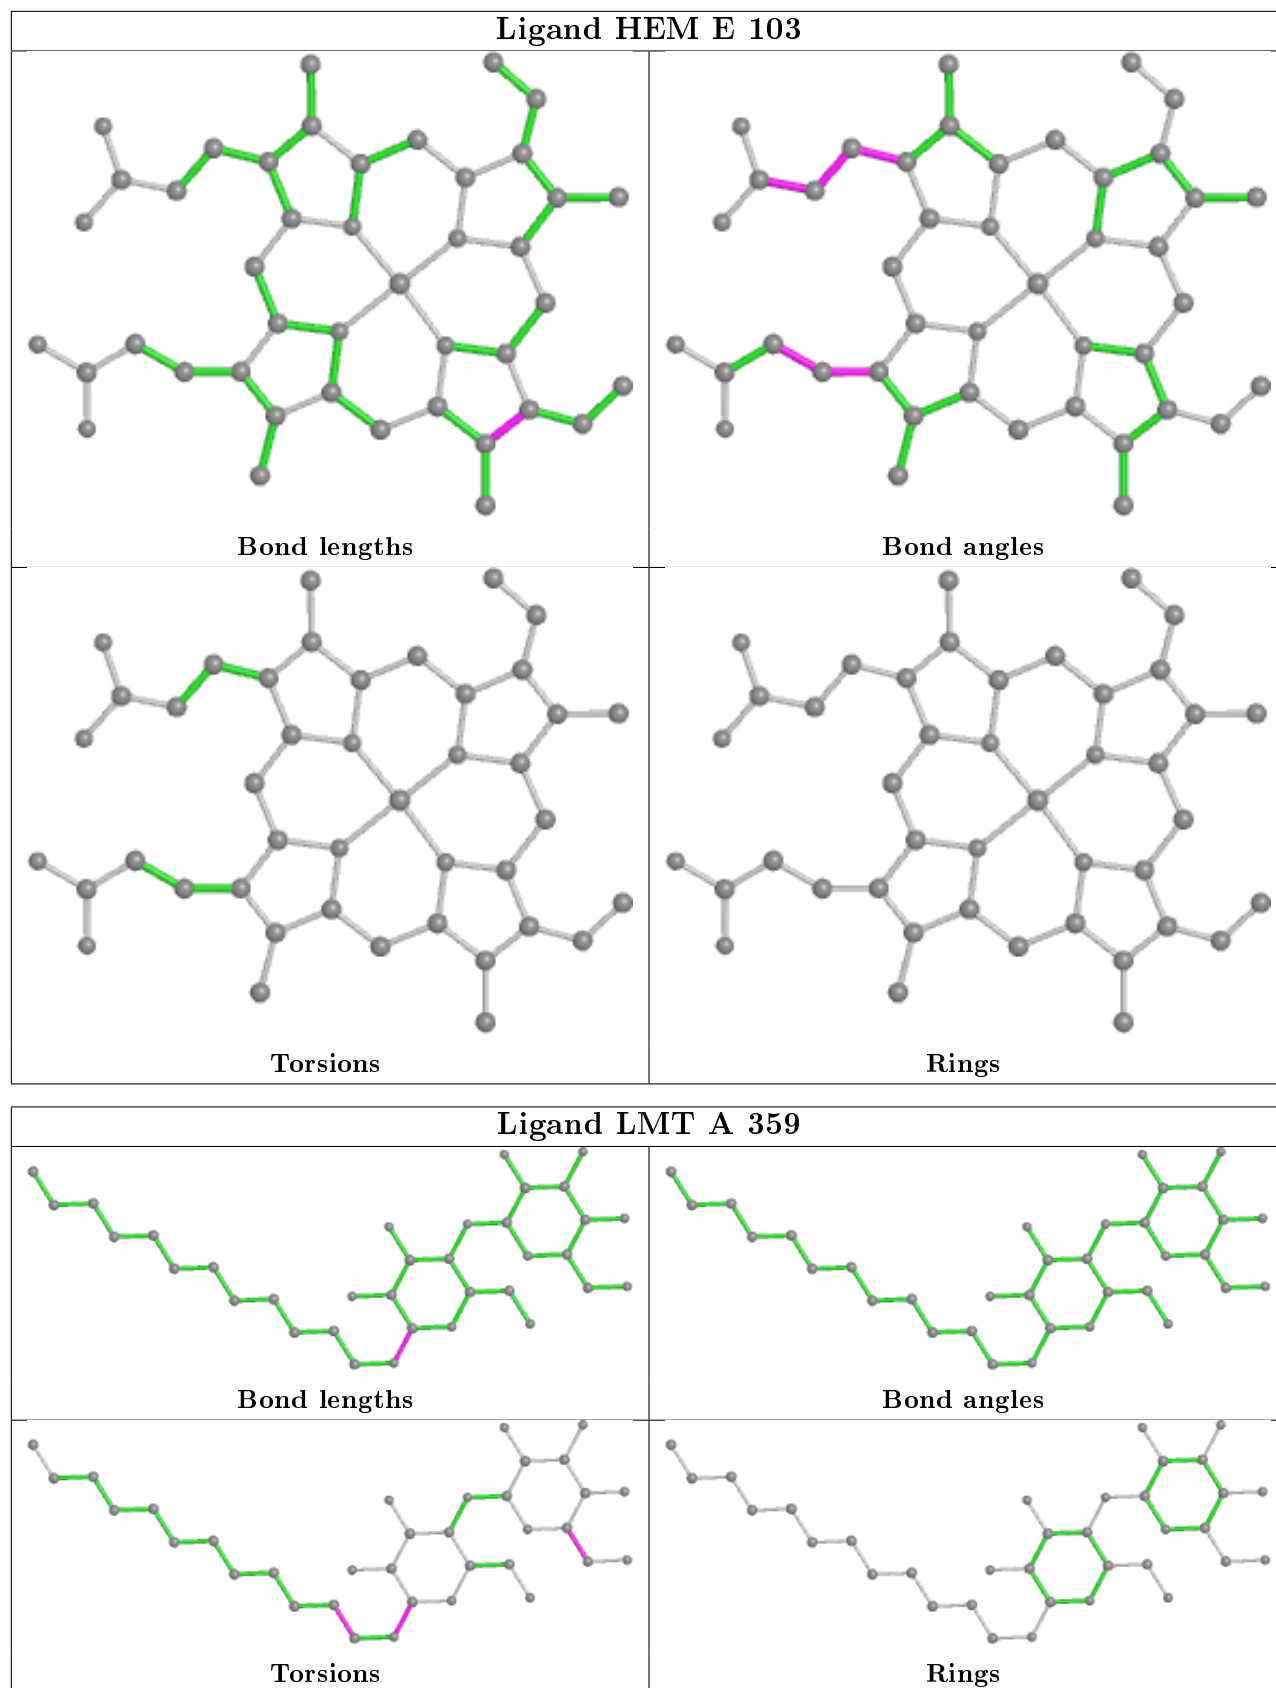 Ligand HEM E 103
Bond lengths
Bond angles
Torsions
Rings
Ligand LMT A 359
Bond lengths
Bond angles
Torsions
Rings